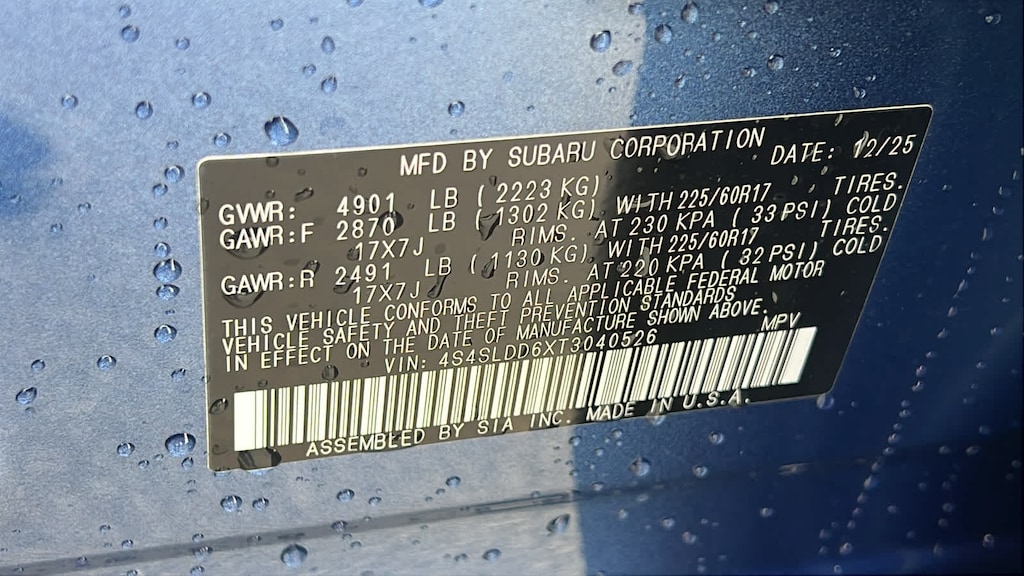 MFD BY SUBARU CORPORATION DATE: 12/25
GVWR: 4901 LB ( 2223 KG)
GAWR:F 2870 LB ( 1302 KG) WITH 225/60R17 TIRES.
17X7J RIMS. AT 230 KPA ( 33 PSI) COLD
GAWR:R 2491 LB ( 1130 KG) WITH 225/60R17 TIRES.
17X7J RIMS. AT 220 KPA ( 32 PSI) COLD
THIS VEHICLE CONFORMS TO ALL APPLICABLE FEDERAL MOTOR
VEHICLE SAFETY AND THEFT PREVENTION STANDARDS
IN EFFECT ON THE DATE OF MANUFACTURE SHOWN ABOVE.
VIN: 4S4SLDD6XT3040526 MPV
ASSEMBLED BY SIA INC. MADE IN U.S.A.